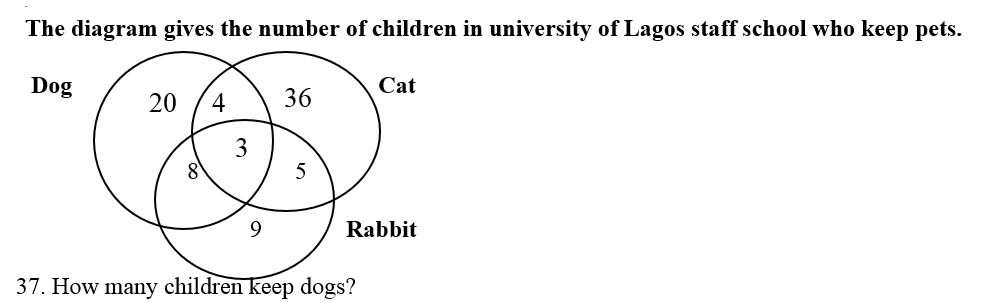 The diagram gives the number of children in university of Lagos staff school who keep pets.
Dog
Cat
20
4
36
3
8
5
9
Rabbit
37. How many children keep dogs?